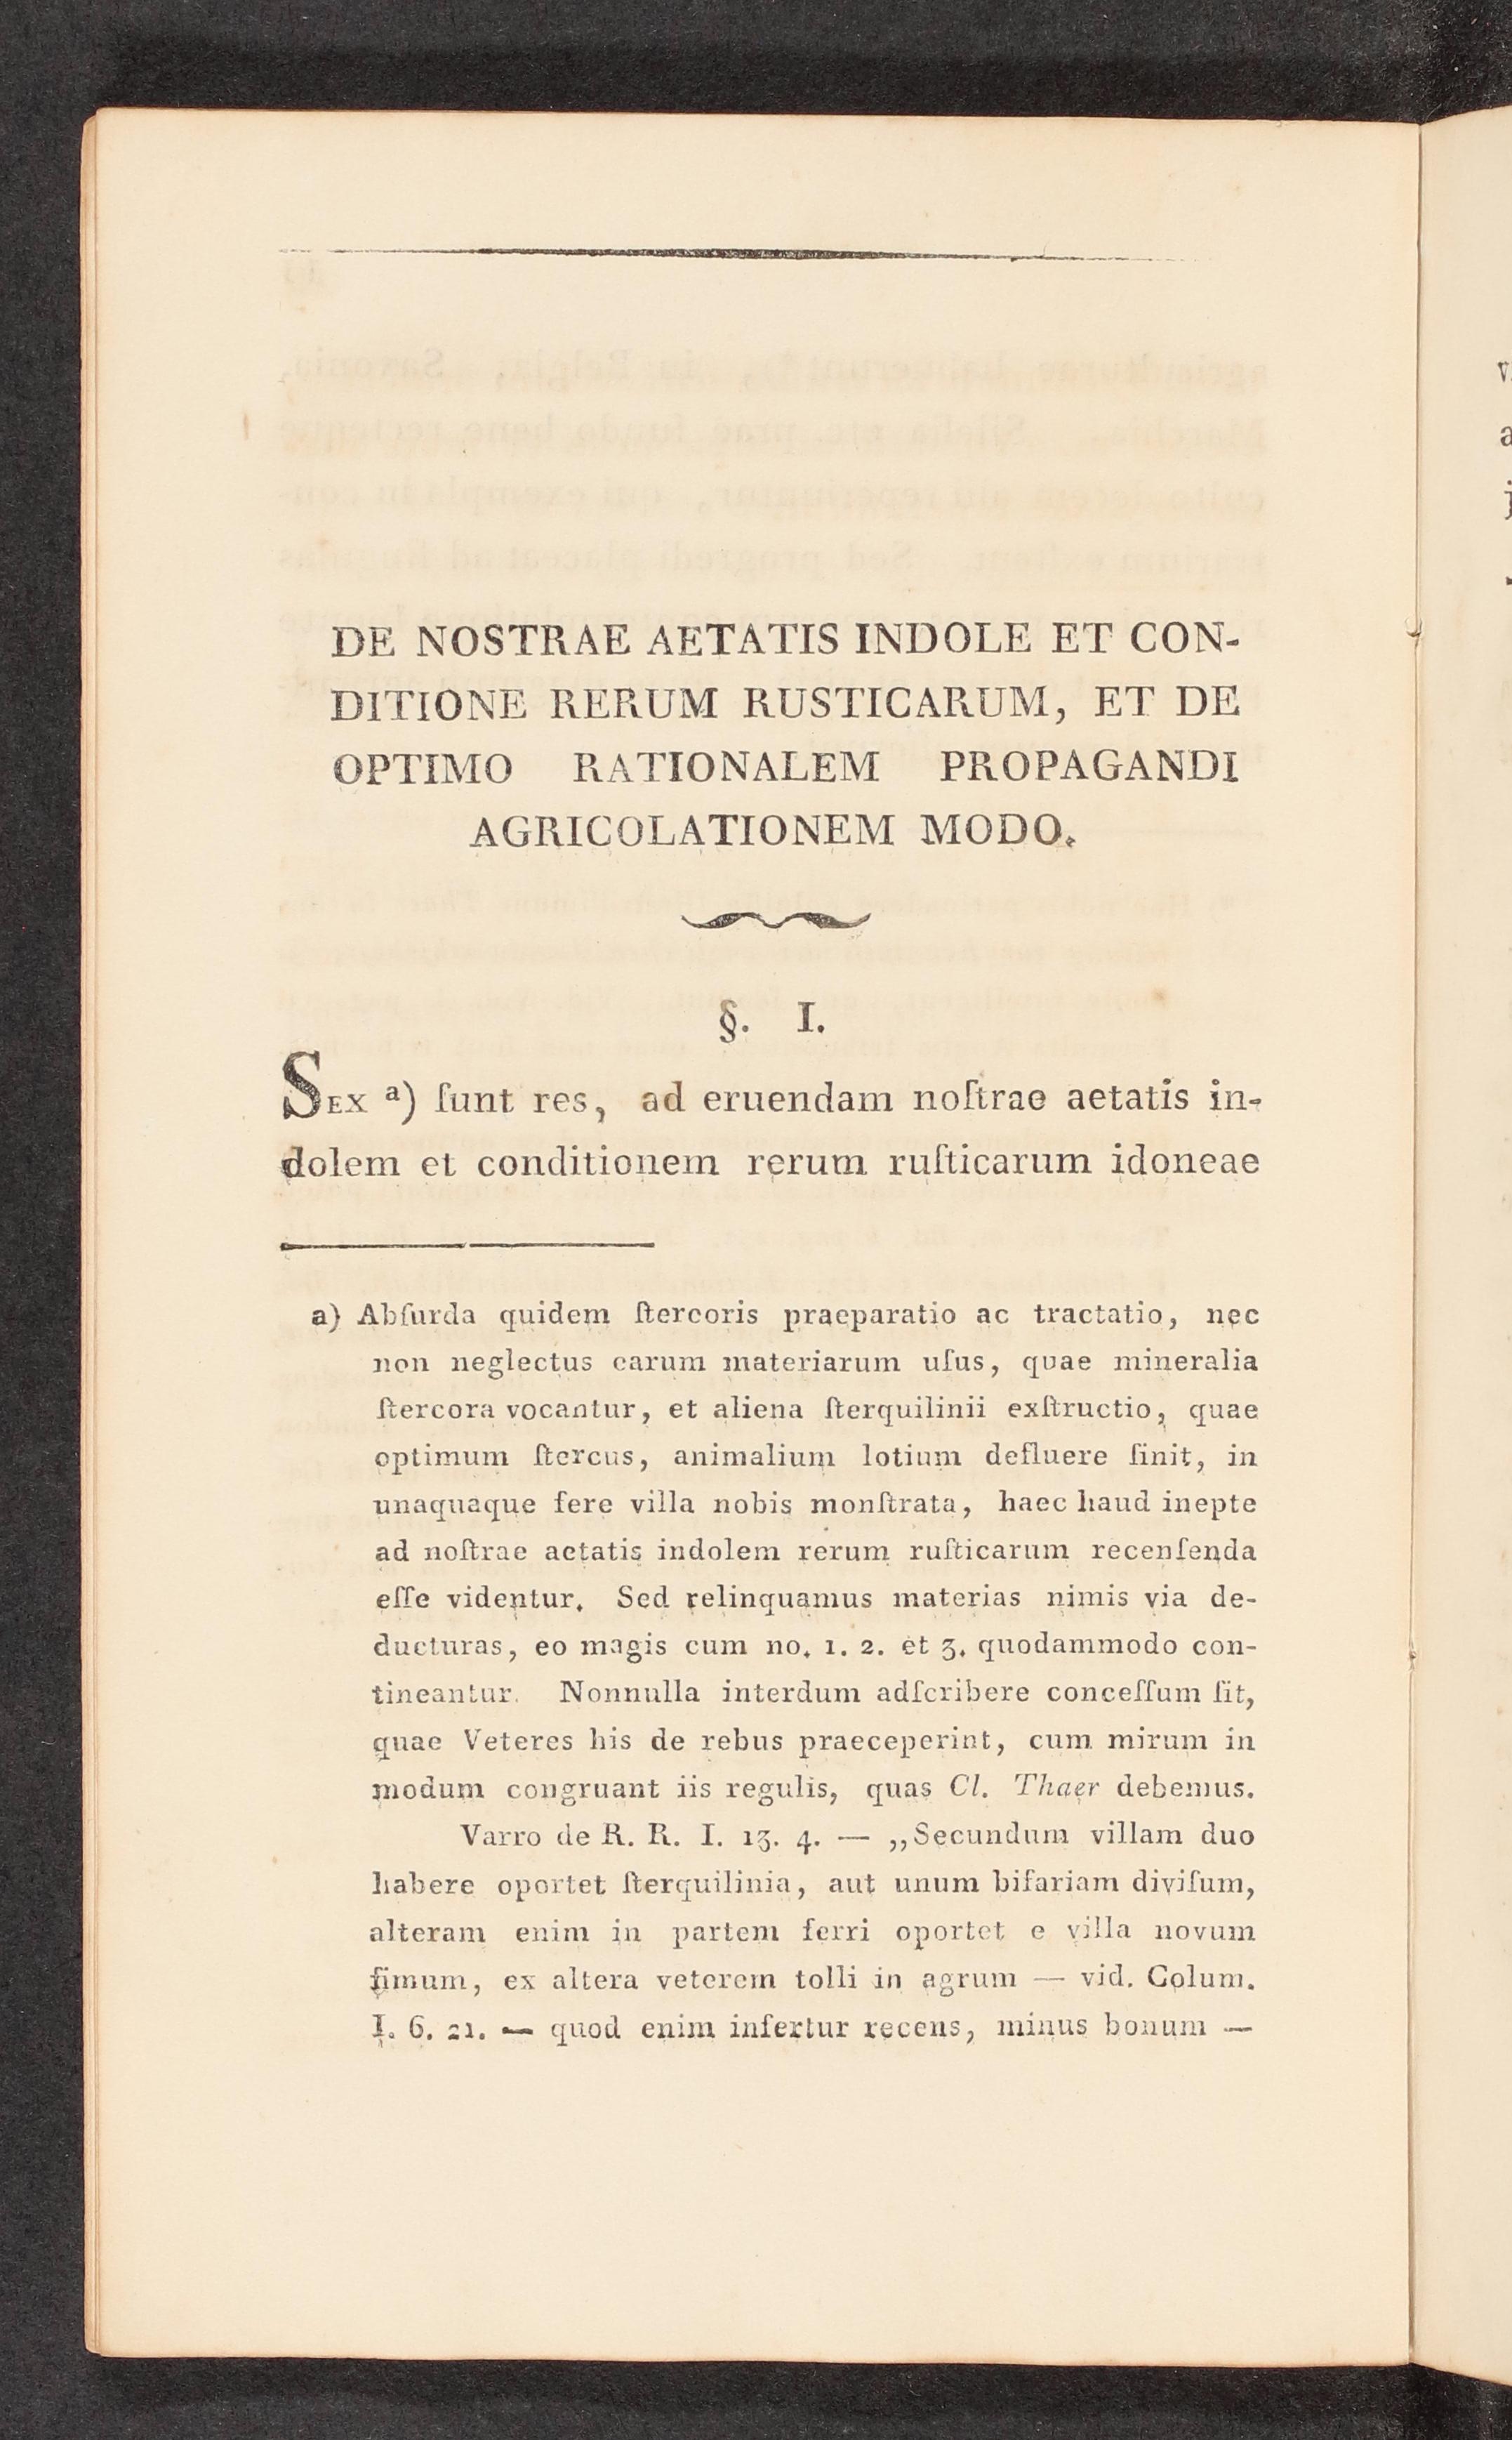 DE NOSTRAE AETATIS INDOLE ET CON-
DITIONE RERUM RUSTICARUM, ET DE
OPTIMO RATIONALEM PROPAGANDI
AGRICOLATIONEM MODO.
§. I.
SEX a) ſunt res, ad eruendam noſtrae aetatis in-
dolem et conditionem rerum ruſticarum idoneae
a) Abſurda quidem ſtercoris praeparatio ac tractatio, nec
non neglectus earum materiarum uſus, quae mineralia
ſtercora vocantur, et aliena ſterquilinii exſtructio, quae
optimum ſtercus, animalium lotium defluere ſinit, in
unaquaque fere villa nobis monſtrata, haec haud inepte
ad noſtrae aetatis indolem rerum ruſticarum recenſenda
eſſe videntur. Sed relinquamus materias nimis via de-
ducturas, eo magis cum no. 1. 2. et 3. quodammodo con-
tineantur. Nonnulla interdum adſcribere conceſſum ſit,
quae Veteres his de rebus praeceperint, cum mirum in
modum congruant iis regulis, quas Cl. Thaer debemus.
Varro de R. R. I. 13. 4. — „Secundum villam duo
habere oportet ſterquilinia, aut unum bifariam diviſum,
alteram enim in partem ferri oportet e villa novum
fimum, ex altera veterem tolli in agrum — vid. Colum.
I. 6. 21. — quod enim infertur recens, minus bonum —